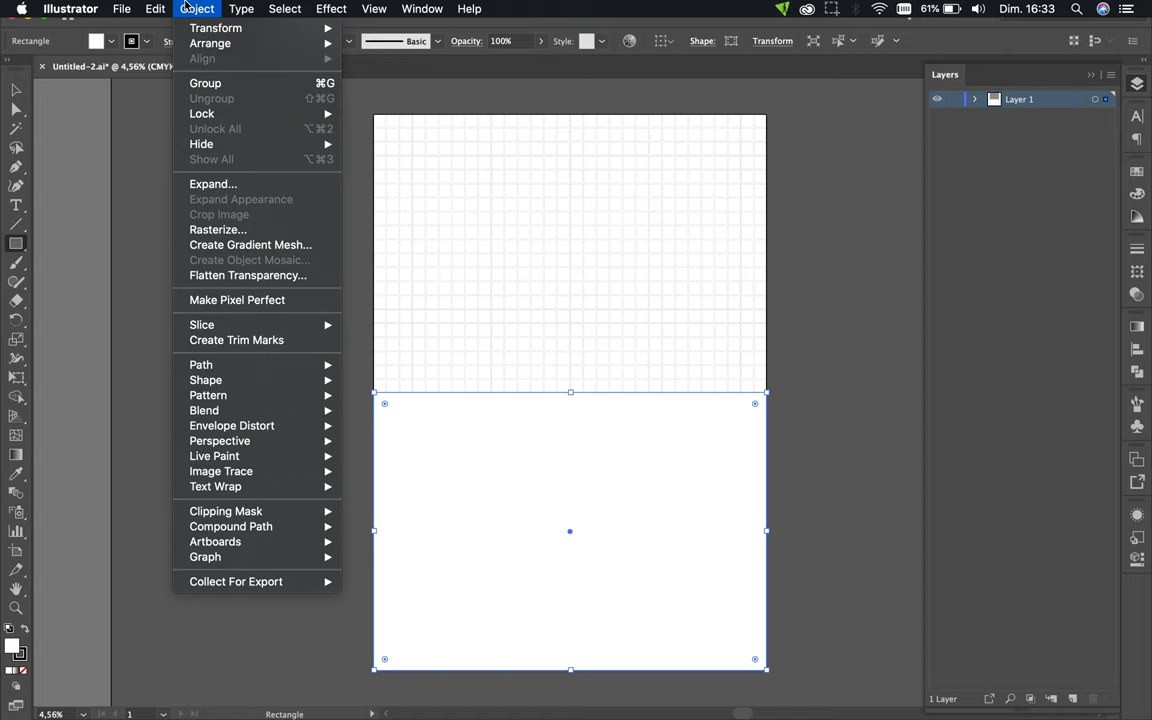 Illustrator File Edit Object Type Select Effect View Window Help 61% Dim. 16:33
Rectangle Basic Opacity: 100% Style: Shape: Transform
Untitled-2.ai* @ 4,56% (CMYK
Transform
Arrange
Align
Group ⌘G
Ungroup ⇧⌘G
Lock
Unlock All ⌥⌘2
Hide
Show All ⌥⌘3
Expand...
Expand Appearance
Crop Image
Rasterize...
Create Gradient Mesh...
Create Object Mosaic...
Flatten Transparency...
Make Pixel Perfect
Slice
Create Trim Marks
Path
Shape
Pattern
Blend
Envelope Distort
Perspective
Live Paint
Image Trace
Text Wrap
Clipping Mask
Compound Path
Artboards
Graph
Collect For Export
Layers
Layer 1
1 Layer
4,56% 1 Rectangle